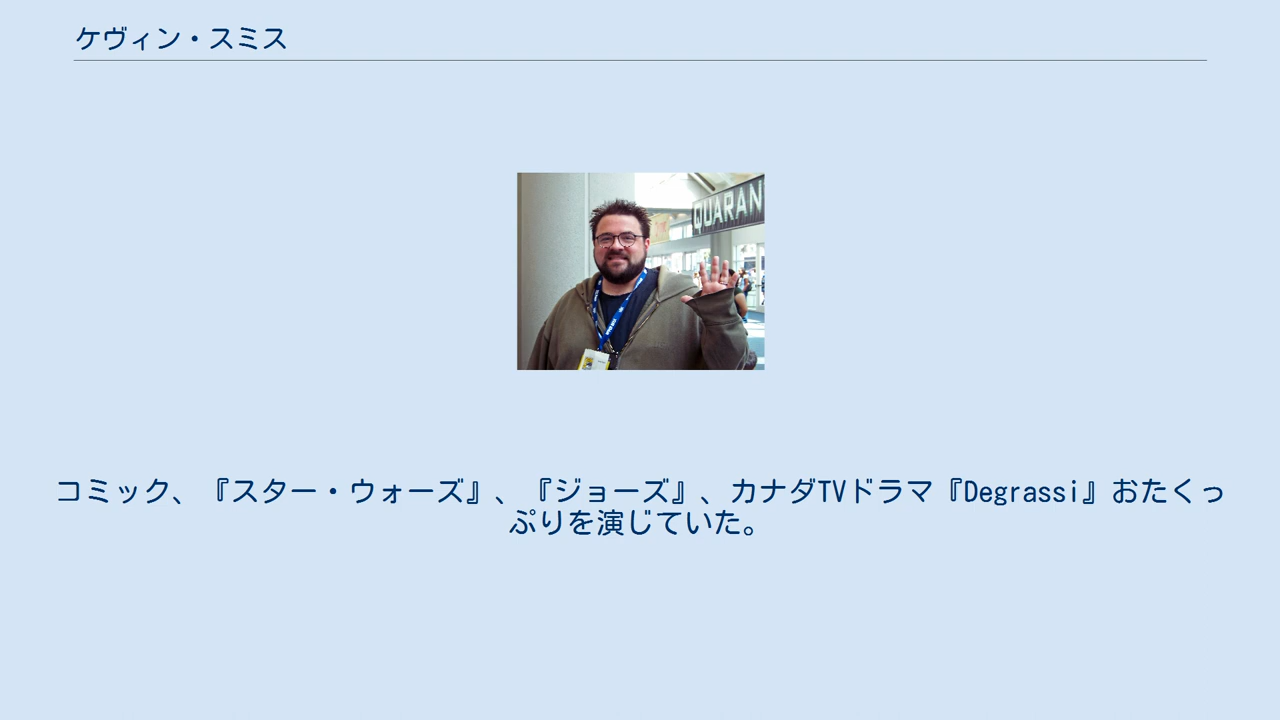 ケヴィン・スミス
QUARAN
コミック、『スター・ウォーズ』、『ジョーズ』、カナダTVドラマ『Degrassi』おたくっ
ぷりを演じていた。